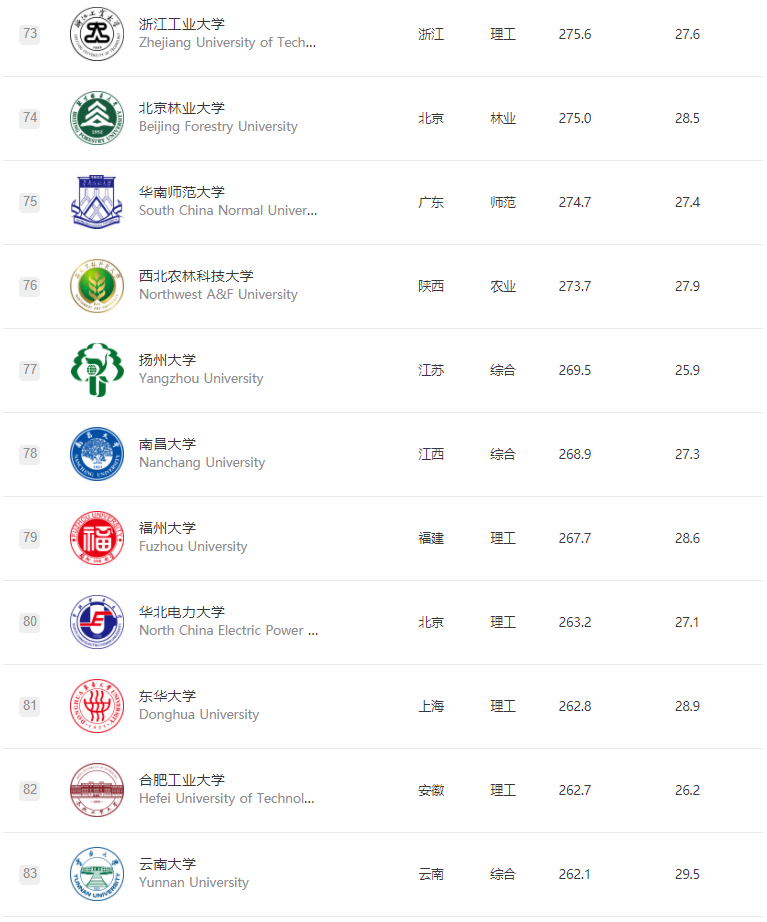 73
浙江工业大学
Zhejiang University of Tech...
浙江 理工 275.6 27.6
74
北京林业大学
Beijing Forestry University
北京 林业 275.0 28.5
75
华南师范大学
South China Normal Univer...
广东 师范 274.7 27.4
76
西北农林科技大学
Northwest A&F University
陕西 农业 273.7 27.9
77
扬州大学
Yangzhou University
江苏 综合 269.5 25.9
78
南昌大学
Nanchang University
江西 综合 268.9 27.3
79
福州大学
Fuzhou University
福建 理工 267.7 28.6
80
华北电力大学
North China Electric Power ...
北京 理工 263.2 27.1
81
东华大学
Donghua University
上海 理工 262.8 28.9
82
合肥工业大学
Hefei University of Technol...
安徽 理工 262.7 26.2
83
云南大学
Yunnan University
云南 综合 262.1 29.5